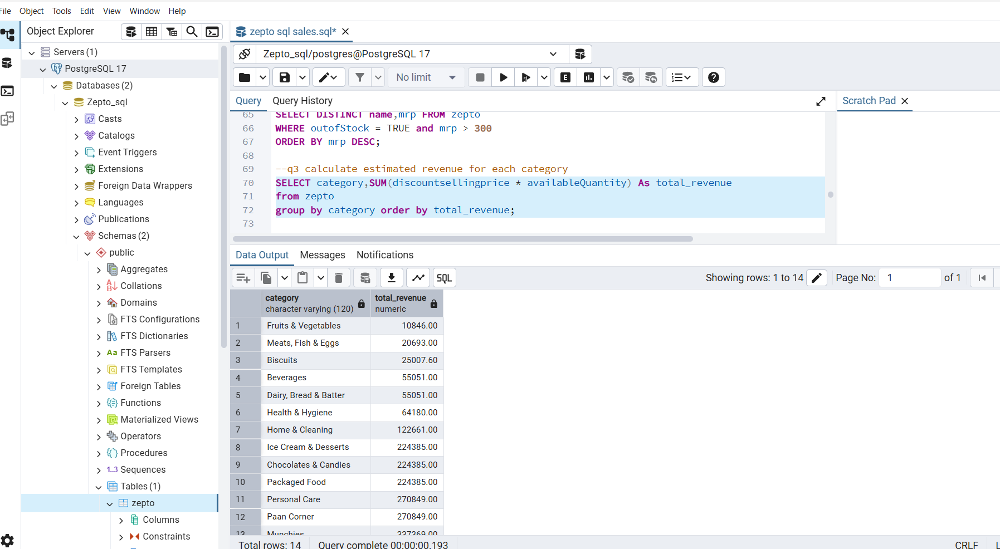 File Object Tools Edit View Window Help
Object Explorer
zepto sql sales.sql*
Servers (1)
PostgreSQL 17
Databases (2)
Zepto_sql
Casts
Catalogs
Event Triggers
Extensions
Foreign Data Wrappers
Languages
Publications
Schemas (2)
public
Aggregates
Collations
Domains
FTS Configurations
FTS Dictionaries
Aa FTS Parsers
FTS Templates
Foreign Tables
Functions
Materialized Views
Operators
Procedures
1..3 Sequences
Tables (1)
zepto
Columns
Constraints
Zepto_sql/postgres@PostgreSQL 17
No limit
E
Query Query History
Scratch Pad
65 SELECT DISTINCT name,mrp FROM zepto
66 WHERE outofStock = TRUE and mrp > 300
67 ORDER BY mrp DESC;
68
69 --q3 calculate estimated revenue for each category
70 SELECT category,SUM(discountsellingprice * availableQuantity) As total_revenue
71 from zepto
72 group by category order by total_revenue;
73
Data Output Messages Notifications
SQL
Showing rows: 1 to 14 Page No: 1 of 1
category total_revenue
character varying (120) numeric
1 Fruits & Vegetables 10846.00
2 Meats, Fish & Eggs 20693.00
3 Biscuits 25007.60
4 Beverages 55051.00
5 Dairy, Bread & Batter 55051.00
6 Health & Hygiene 64180.00
7 Home & Cleaning 122661.00
8 Ice Cream & Desserts 224385.00
9 Chocolates & Candies 224385.00
10 Packaged Food 224385.00
11 Personal Care 270849.00
12 Paan Corner 270849.00
13 Munchies 337369.00
Total rows: 14 Query complete 00:00:00.193
CRLF